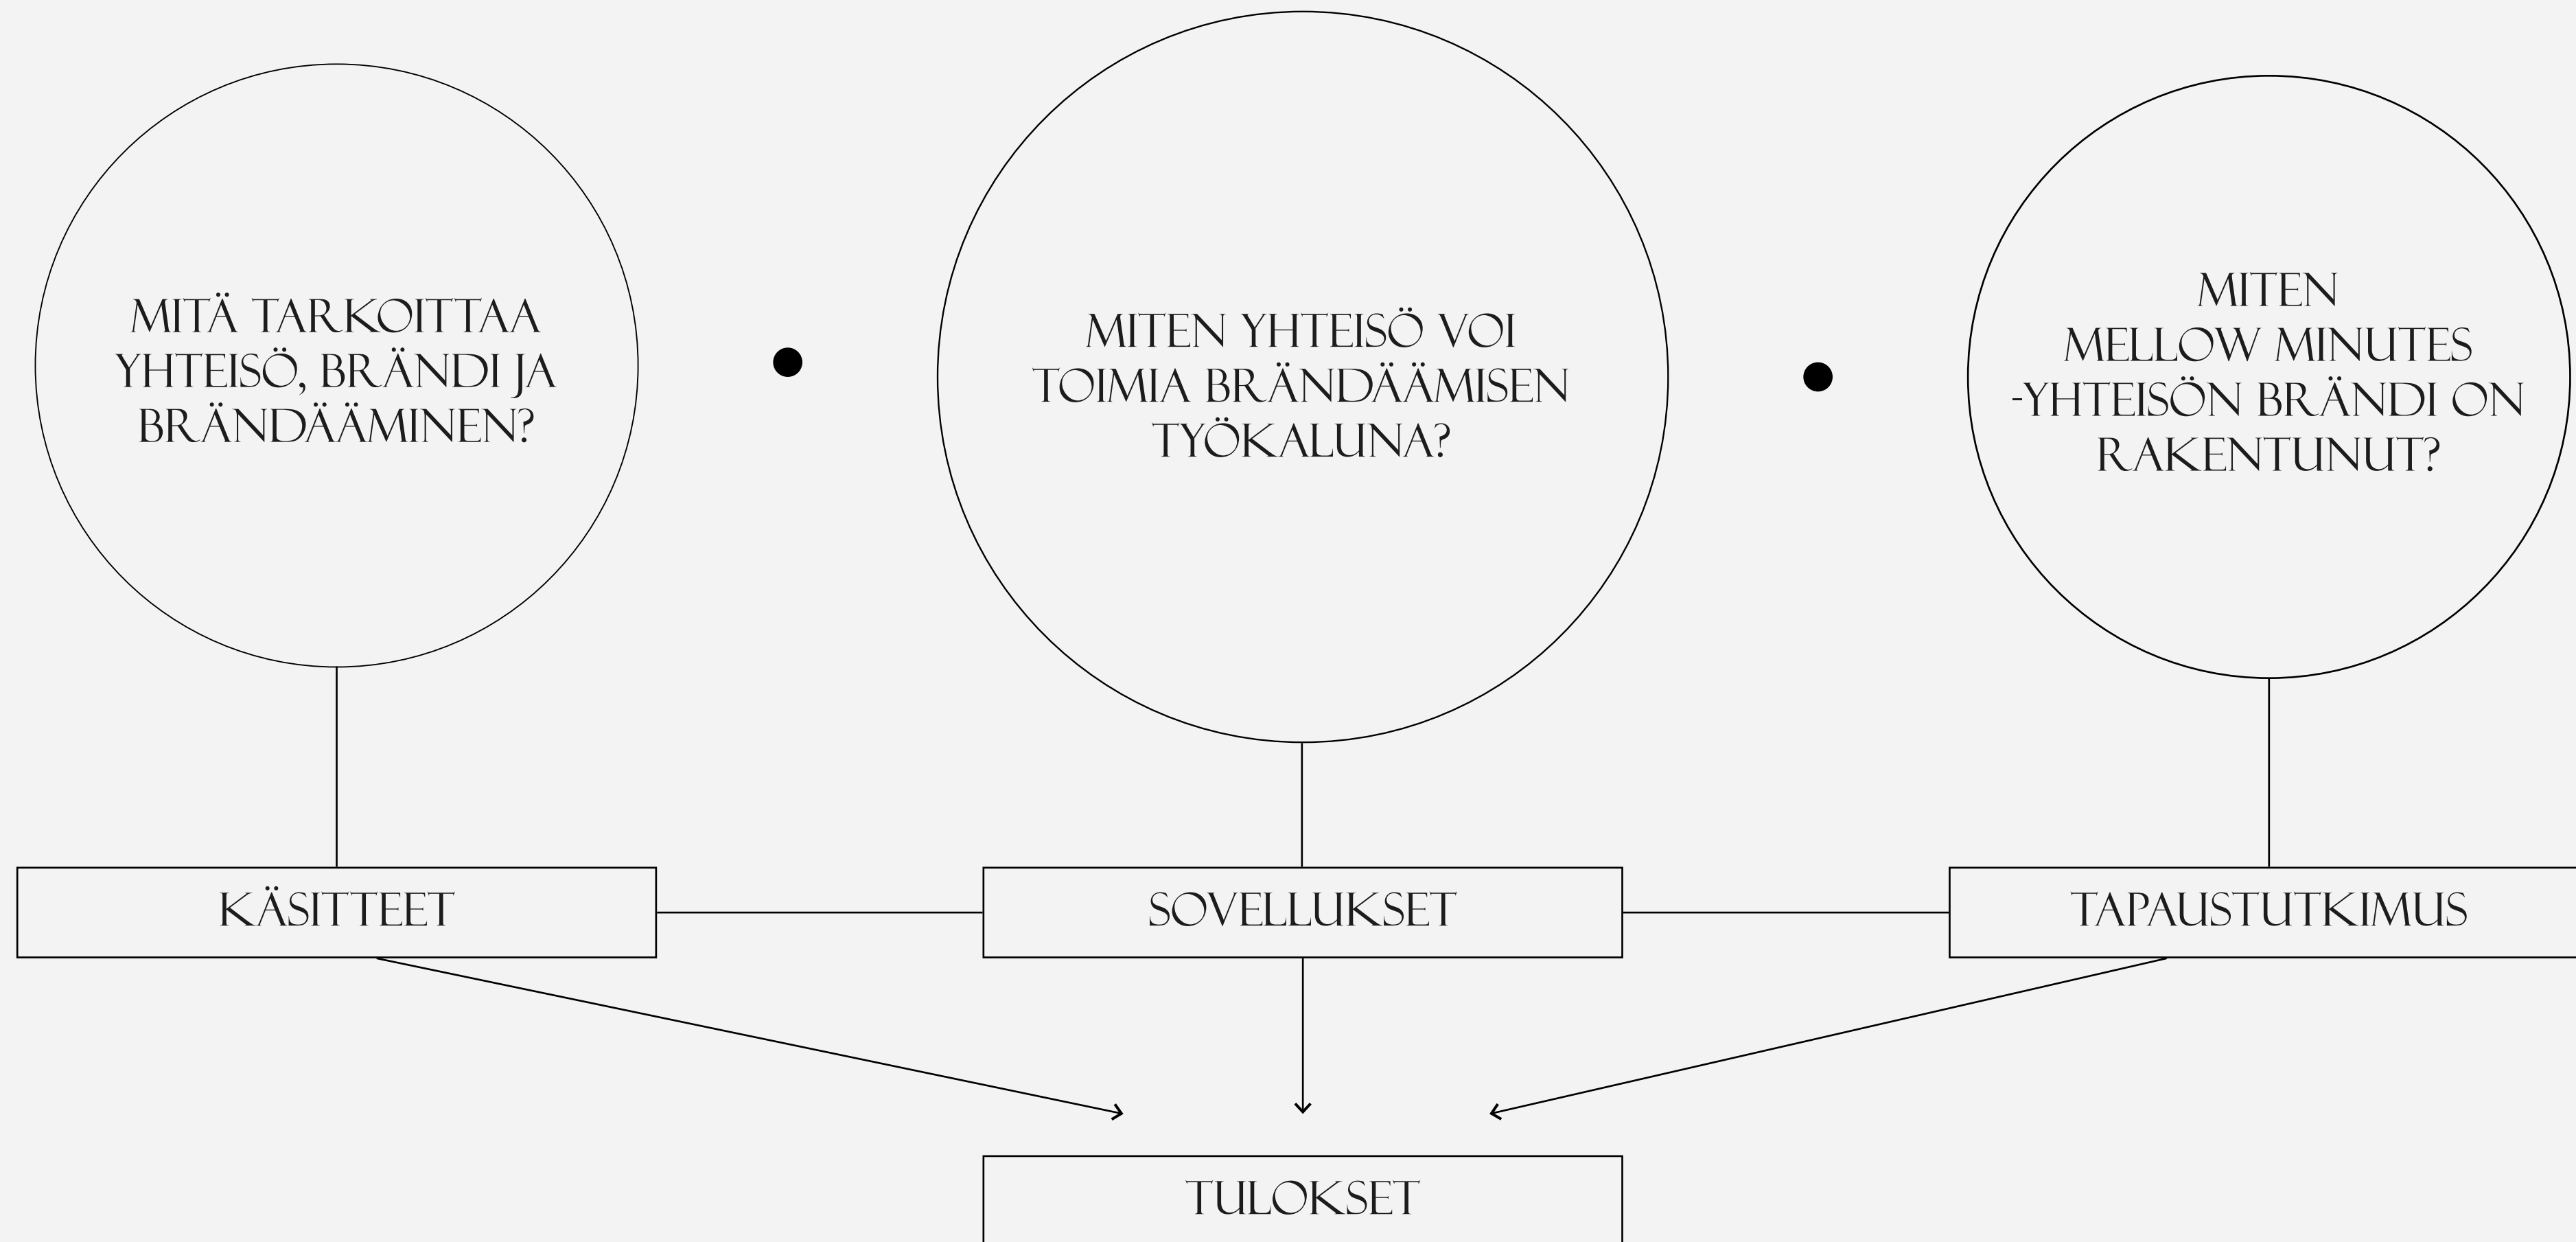 MITÄ TARKOITTAA
YHTEISÖ, BRÄNDI JA
BRÄNDÄÄMINEN?
MITEN YHTEISÖ VOI
TOIMIA BRÄNDÄÄMISEN
TYÖKALUNA?
MITEN
MELLOW MINUTES
-YHTEISÖN BRÄNDI ON
RAKENTUNUT?
KÄSITTEET
SOVELLUKSET
TAPAUSTUTKIMUS
TULOKSET